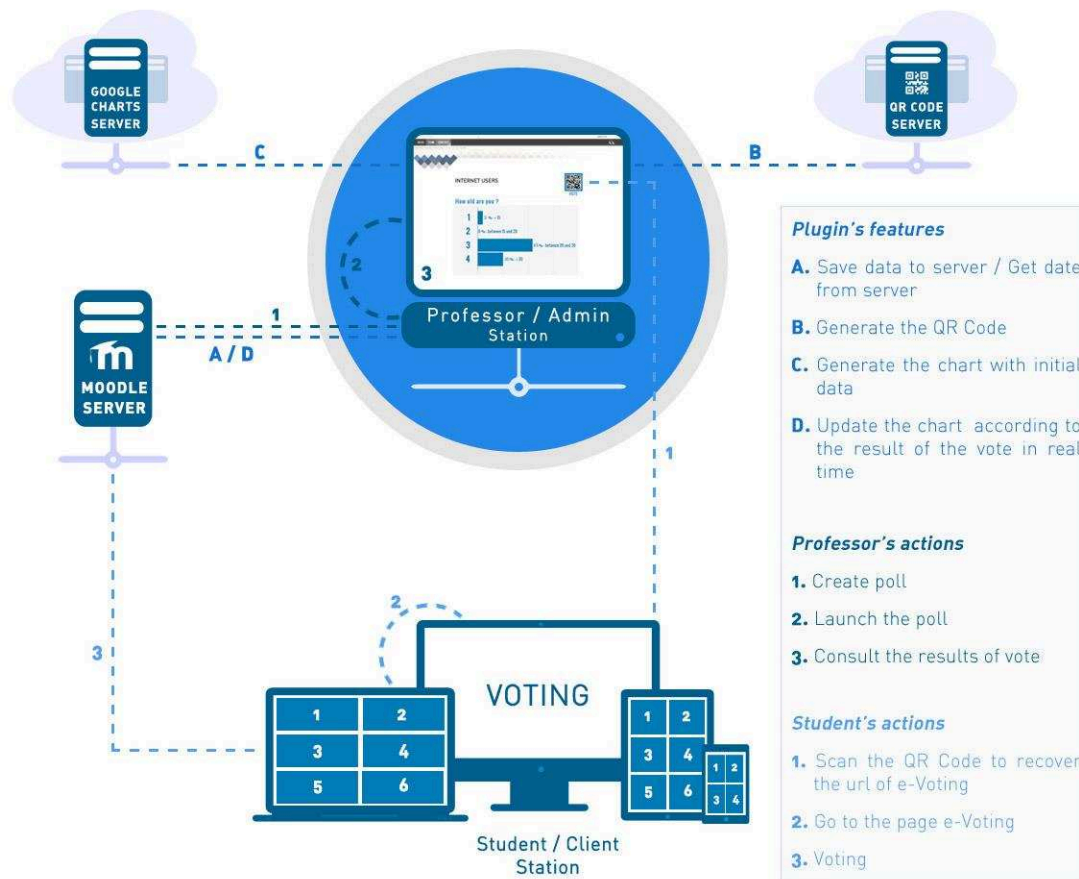 GOOGLE
CHARTS
SERVER
QR CODE
SERVER
C
B
INTERNET USERS
How old are you ?
1
2
3
4
2
3
Professor / Admin
Station
1
A / D
MOODLE
SERVER
1
3
2
VOTING
1 2
3 4
5 6
1 2
3 4
5 6
1 2
3 4
Student / Client
Station
Plugin's features
A. Save data to server / Get date
from server
B. Generate the QR Code
C. Generate the chart with initial
data
D. Update the chart according to
the result of the vote in real
time
Professor's actions
1. Create poll
2. Launch the poll
3. Consult the results of vote
Student's actions
1. Scan the QR Code to recover
the url of e-Voting
2. Go to the page e-Voting
3. Voting